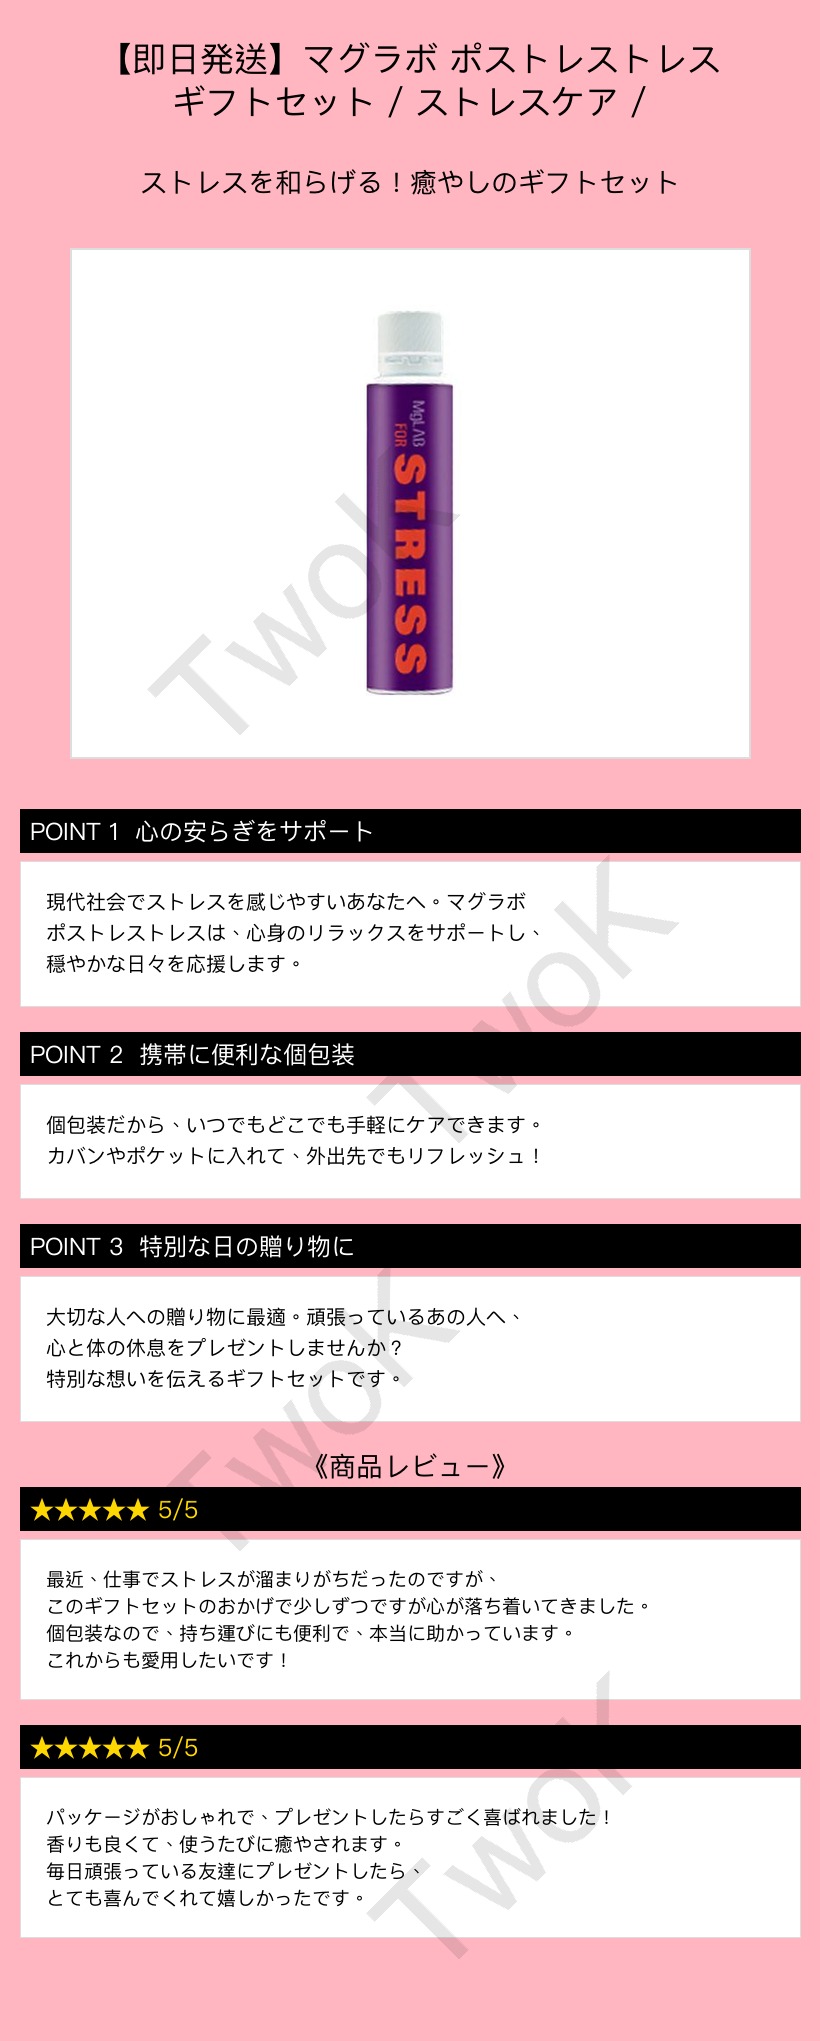 【即日発送】マグラボ ポストレストレス
ギフトセット / ストレスケア /
ストレスを和らげる！癒やしのギフトセット
MgLAB
FOR
STRESS
TwoK
POINT 1 心の安らぎをサポート
現代社会でストレスを感じやすいあなたへ。マグラボ
ポストレストレスは、心身のリラックスをサポートし、
穏やかな日々を応援します。
TwoK
POINT 2 携帯に便利な個包装
個包装だから、いつでもどこでも手軽にケアできます。
カバンやポケットに入れて、外出先でもリフレッシュ！
POINT 3 特別な日の贈り物に
大切な人への贈り物に最適。頑張っているあの人へ、
心と体の休息をプレゼントしませんか？
特別な想いを伝えるギフトセットです。
TwoK
《商品レビュー》
★★★★★ 5/5
最近、仕事でストレスが溜まりがちだったのですが、
このギフトセットのおかげで少しずつですが心が落ち着いてきました。
個包装なので、持ち運びにも便利で、本当に助かっています。
これからも愛用したいです！
★★★★★ 5/5
パッケージがおしゃれで、プレゼントしたらすごく喜ばれました！
香りも良くて、使うたびに癒やされます。
毎日頑張っている友達にプレゼントしたら、
とても喜んでくれて嬉しかったです。
TwoK